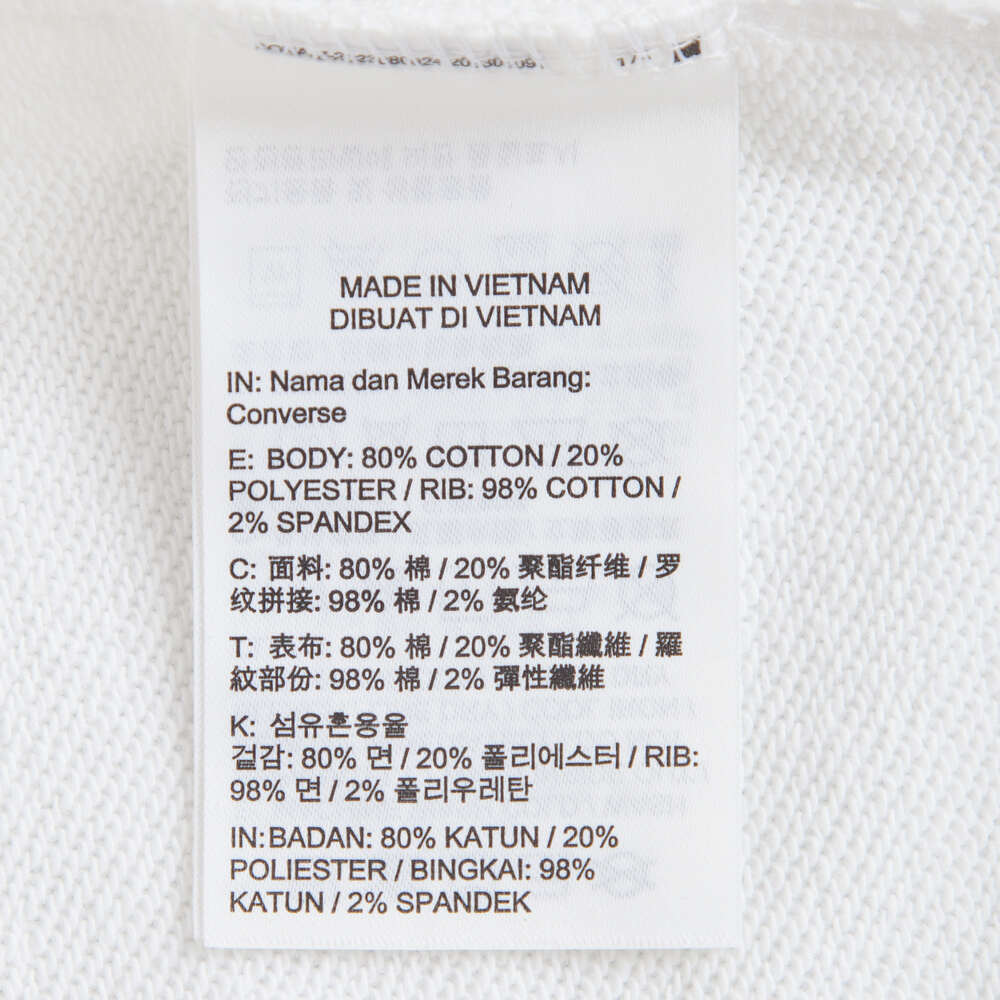 MADE IN VIETNAM
DIBUAT DI VIETNAM
IN: Nama dan Merek Barang:
Converse
E: BODY: 80% COTTON / 20%
POLYESTER / RIB: 98% COTTON /
2% SPANDEX
C: 面料: 80% 棉 / 20% 聚酯纤维 / 罗
纹拼接: 98% 棉 / 2% 氨纶
T: 表布: 80% 棉 / 20% 聚酯纖維 / 羅
紋部份: 98% 棉 / 2% 彈性纖維
K: 섬유혼용율
겉감: 80% 면 / 20% 폴리에스터 / RIB:
98% 면 / 2% 폴리우레탄
IN:BADAN: 80% KATUN / 20%
POLIESTER / BINGKAI: 98%
KATUN / 2% SPANDEK